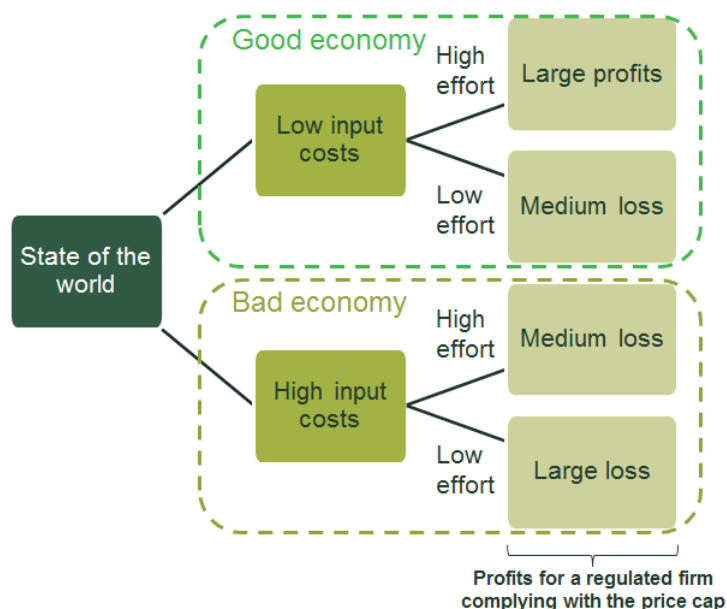 Good economy
High
effort
Large profits
Low input
costs
Low
effort
Medium loss
State of the
world
Bad economy
High
effort
Medium loss
High input
costs
Low
effort
Large loss
Profits for a regulated firm
complying with the price cap